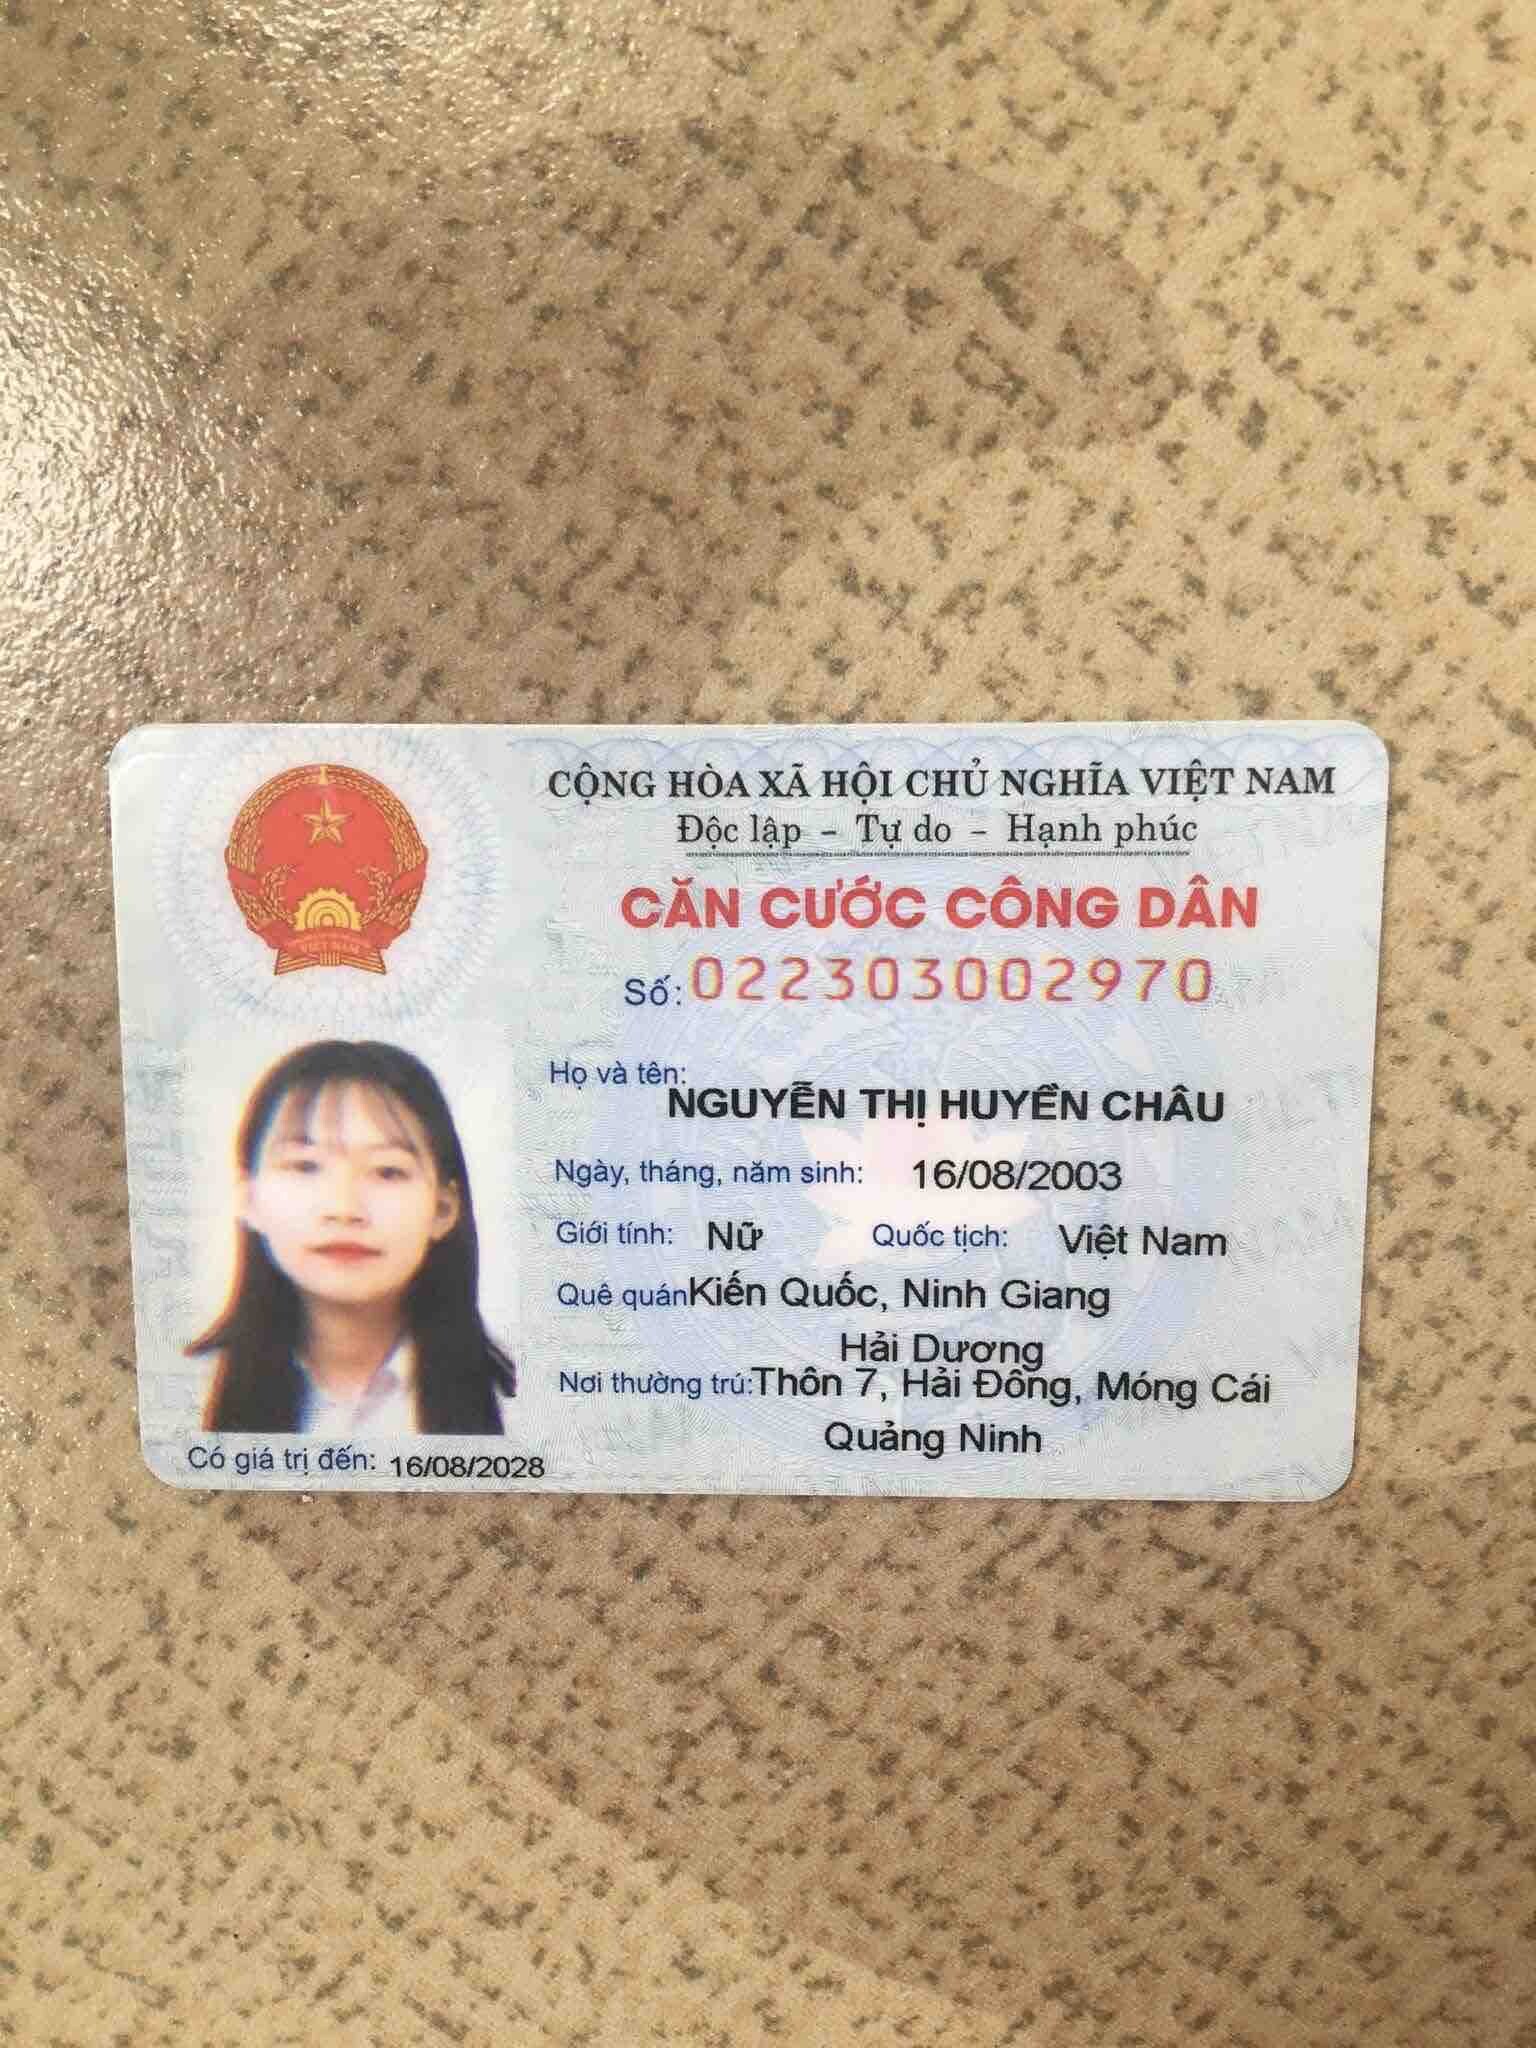 CỘNG HÒA XÃ HỘI CHỦ NGHĨA VIỆT NAM
Độc lập - Tự do - Hạnh phúc
CĂN CƯỚC CÔNG DÂN
Số: 022303002970
Họ và tên:
NGUYỄN THỊ HUYỀN CHÂU
Ngày, tháng, năm sinh: 16/08/2003
Giới tính: Nữ Quốc tịch: Việt Nam
Quê quán Kiến Quốc, Ninh Giang
Hải Dương
Nơi thường trú: Thôn 7, Hải Đông, Móng Cái
Quảng Ninh
Có giá trị đến: 16/08/2028
VIỆT NAM